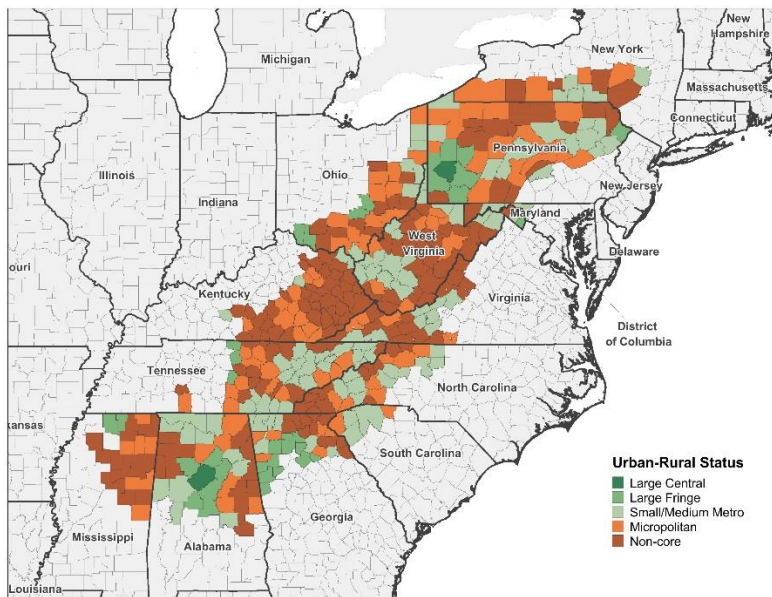 New
Hampshire
New York
Michigan
Massachusetts
Connecticut
Pennsylvania
Ohio
Illinois
Indiana
New Jersey
Maryland
West
Virginia
Delaware
ouri
Kentucky
Virginia
District
of Columbia
Tennessee
North Carolina
kansas
South Carolina
Urban-Rural Status
Large Central
Large Fringe
Small/Medium Metro
Micropolitan
Non-core
Georgia
Mississippi
Alabama
Louisiana